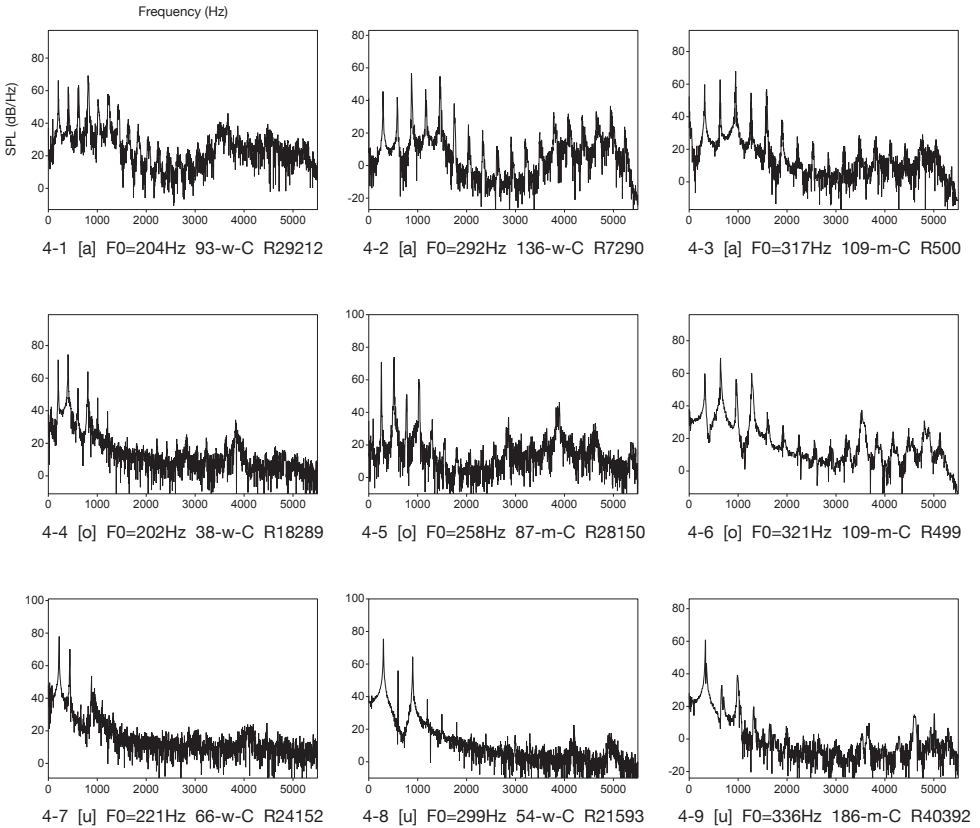 Frequency (Hz)
SPL (dB/Hz)
80
60
40
20
0
0 1000 2000 3000 4000 5000
4-1 [a] F0=204Hz 93-w-C R29212
80
60
40
20
0
-20
0 1000 2000 3000 4000 5000
4-2 [a] F0=292Hz 136-w-C R7290
80
60
40
20
0
0 1000 2000 3000 4000 5000
4-3 [a] F0=317Hz 109-m-C R500
80
60
40
20
0
0 1000 2000 3000 4000 5000
4-4 [o] F0=202Hz 38-w-C R18289
100
80
60
40
20
0
0 1000 2000 3000 4000 5000
4-5 [o] F0=258Hz 87-m-C R28150
80
60
40
20
0
0 1000 2000 3000 4000 5000
4-6 [o] F0=321Hz 109-m-C R499
100
80
60
40
20
0
0 1000 2000 3000 4000 5000
4-7 [u] F0=221Hz 66-w-C R24152
100
80
60
40
20
0
0 1000 2000 3000 4000 5000
4-8 [u] F0=299Hz 54-w-C R21593
80
60
40
20
0
-20
0 1000 2000 3000 4000 5000
4-9 [u] F0=336Hz 186-m-C R40392